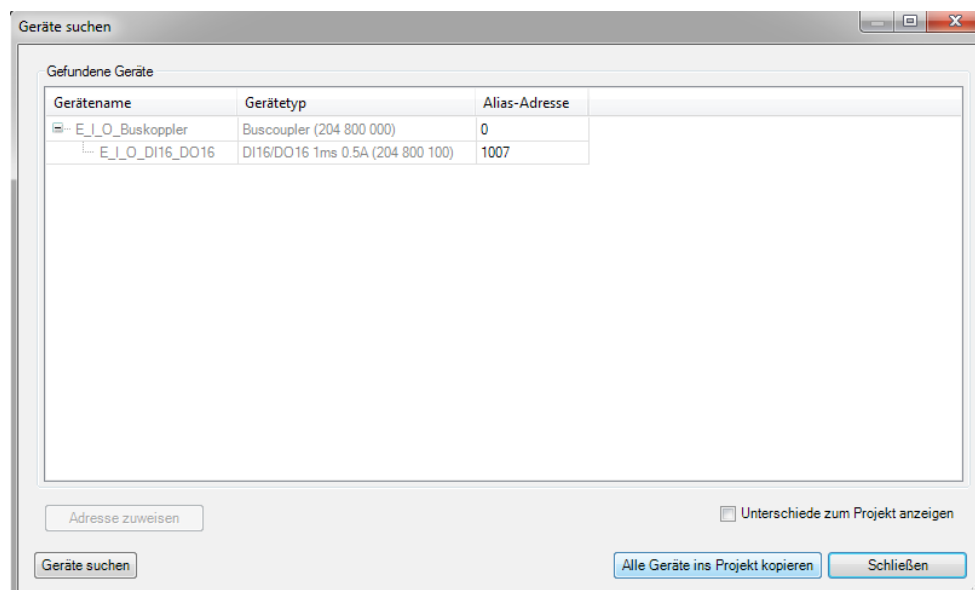 Geräte suchen
Gefundene Geräte
Gerätename Gerätetyp Alias-Adresse
E_I_O_Buskoppler Buscoupler (204 800 000) 0
E_I_O_DI16_DO16 DI16/DO16 1ms 0.5A (204 800 100) 1007
Adresse zuweisen Unterschiede zum Projekt anzeigen
Geräte suchen Alle Geräte ins Projekt kopieren Schließen